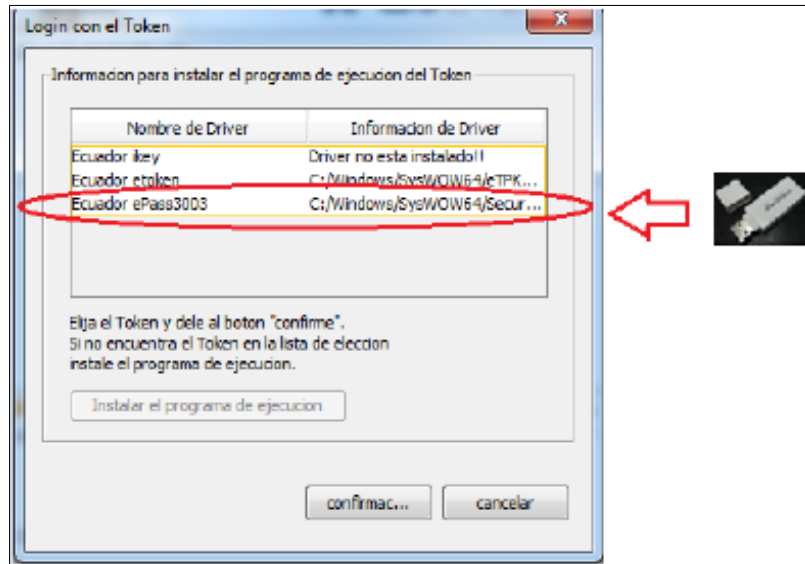 Login con el Token
Informacion para instalar el programa de ejecucion del Token
Nombre de Driver Informacion de Driver
Ecuador ikey Driver no esta instalado!!
Ecuador etoken C:/Windows/SysWOW64/eTPK...
Ecuador ePass3003 C:/Windows/SysWOW64/Secur...
Elija el Token y dele al boton "confirme".
Si no encuentra el Token en la lista de eleccion
instale el programa de ejecucion.
Instalar el programa de ejecucion
confirmac... cancelar